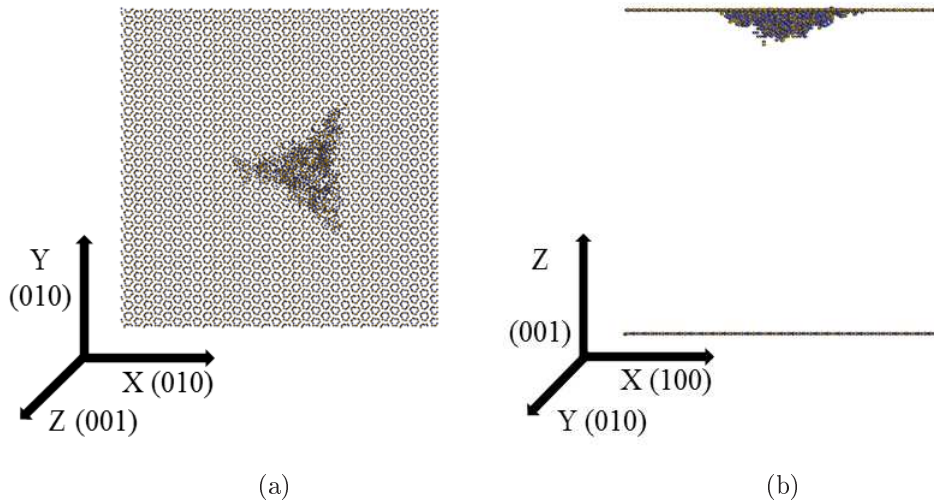 Y
(010)
X (010)
Z (001)
(a)
Z
(001)
X (100)
Y (010)
(b)